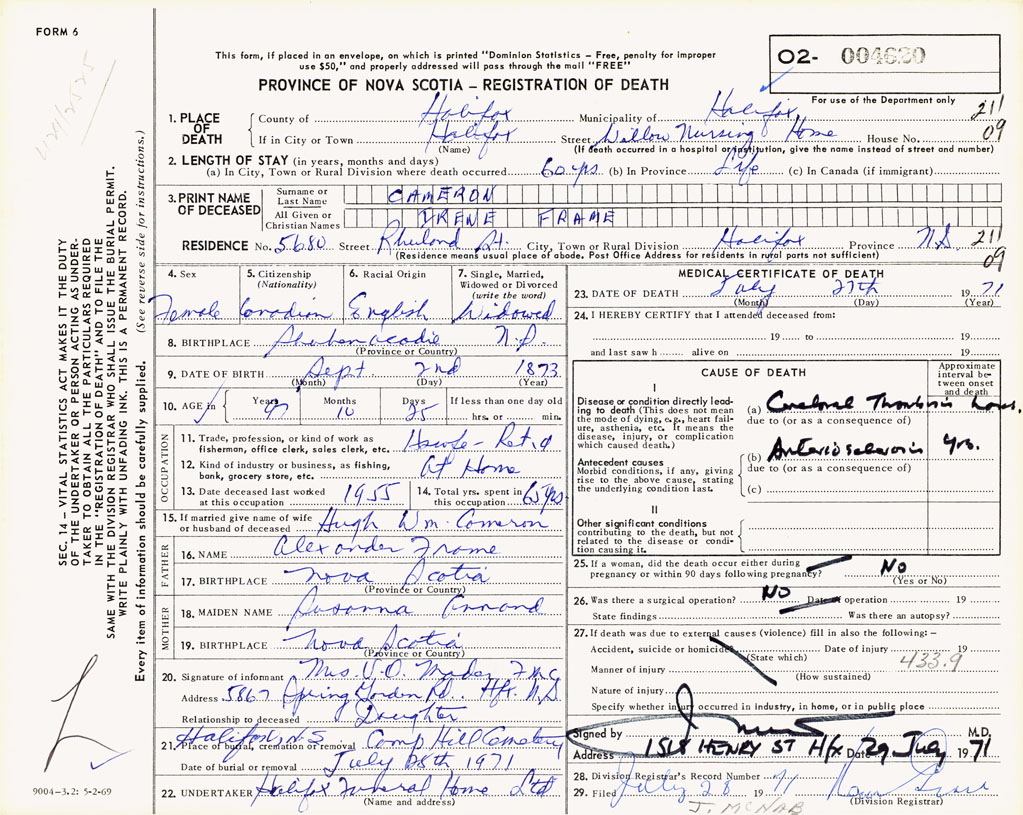 FORM 6
This form, if placed in an envelope, on which is printed "Dominion Statistics – Free, penalty for improper
use $50," and properly addressed will pass through the mail "FREE"
O2- 004630
PROVINCE OF NOVA SCOTIA – REGISTRATION OF DEATH
For use of the Department only
1. PLACE OF DEATH
County of Halifax Municipality of Halifax 211
If in City or Town Halifax Street Willow Nursing Home House No. 09
(Name) (If death occurred in a hospital or institution, give the name instead of street and number)
2. LENGTH OF STAY (in years, months and days)
(a) In City, Town or Rural Division where death occurred 60 yrs (b) In Province Life (c) In Canada (if immigrant)
3. PRINT NAME OF DECEASED
Surname or Last Name CAMERON
All Given or Christian Names IRENE FRAME
RESIDENCE No. 5680 Street Rhuland St. City, Town or Rural Division Halifax Province N.S. 211
(Residence means usual place of abode. Post Office Address for residents in rural parts not sufficient) 09
4. Sex Female
5. Citizenship (Nationality) Canadian
6. Racial Origin English
7. Single, Married, Widowed or Divorced (write the word) Widowed
8. BIRTHPLACE Shubenacadie N.S.
(Province or Country)
9. DATE OF BIRTH Sept 2nd 1873
(Month) (Day) (Year)
10. AGE in Years 97 Months 10 Days 25 If less than one day old
hrs. or min.
OCCUPATION
11. Trade, profession, or kind of work as fisherman, office clerk, sales clerk, etc. Hswfe - Ret'd
12. Kind of industry or business, as fishing, bank, grocery store, etc. At Home
13. Date deceased last worked at this occupation 1955
14. Total yrs. spent in this occupation 65 yrs
15. If married give name of wife or husband of deceased Hugh Wm. Cameron
FATHER
16. NAME Alexander Frame
17. BIRTHPLACE Nova Scotia
(Province or Country)
MOTHER
18. MAIDEN NAME Susanna Annand
19. BIRTHPLACE Nova Scotia
(Province or Country)
20. Signature of informant Mrs. V.O. Mader
Address 5867 Spring Garden Rd. Hfx. N.S.
Relationship to deceased Daughter
Halifax N.S.
21. Place of burial, cremation or removal Camp Hill Cemetery
Date of burial or removal July 28th 1971
22. UNDERTAKER Halifax Funeral Home Ltd
(Name and address)
MEDICAL CERTIFICATE OF DEATH
23. DATE OF DEATH July 27th 1971
(Month) (Day) (Year)
24. I HEREBY CERTIFY that I attended deceased from:
19 to 19
and last saw h alive on 19
CAUSE OF DEATH
Approximate interval between onset and death
I
Disease or condition directly leading to death (This does not mean the mode of dying, e.g., heart failure, asthenia, etc. It means the disease, injury, or complication which caused death.)
(a) Cerebral Thrombosis
due to (or as a consequence of)
Antecedent causes
Morbid conditions, if any, giving rise to the above cause, stating the underlying condition last.
(b) Arteriosclerosis yrs.
due to (or as a consequence of)
(c)
II
Other significant conditions
contributing to the death, but not related to the disease or condition causing it.
25. If a woman, did the death occur either during
pregnancy or within 90 days following pregnancy? No
(Yes or No)
26. Was there a surgical operation? NO Date of operation 19
State findings Was there an autopsy?
27. If death was due to external causes (violence) fill in also the following: –
Accident, suicide or homicide Date of injury 19
(State which) 433.9
Manner of injury
(How sustained)
Nature of injury
Specify whether injury occurred in industry, in home, or in public place
Signed by M.D.
Address 1518 HENRY ST Hfx Date 29 July 1971
28. Division Registrar's Record Number
29. Filed July 28 1971
(Division Registrar)
J. MCNAB
SEC. 14 – VITAL STATISTICS ACT MAKES IT THE DUTY
OF THE UNDERTAKER OR PERSON ACTING AS UNDER-
TAKER TO OBTAIN ALL THE PARTICULARS REQUIRED
IN THE "REGISTRATION OF DEATH" AND TO FILE THE
SAME WITH THE DIVISION REGISTRAR WHO SHALL ISSUE THE BURIAL PERMIT.
WRITE PLAINLY WITH UNFADING INK. THIS IS A PERMANENT RECORD.
Every item of information should be carefully supplied. (See reverse side for instructions.)
9004-3.2: 5-2-69